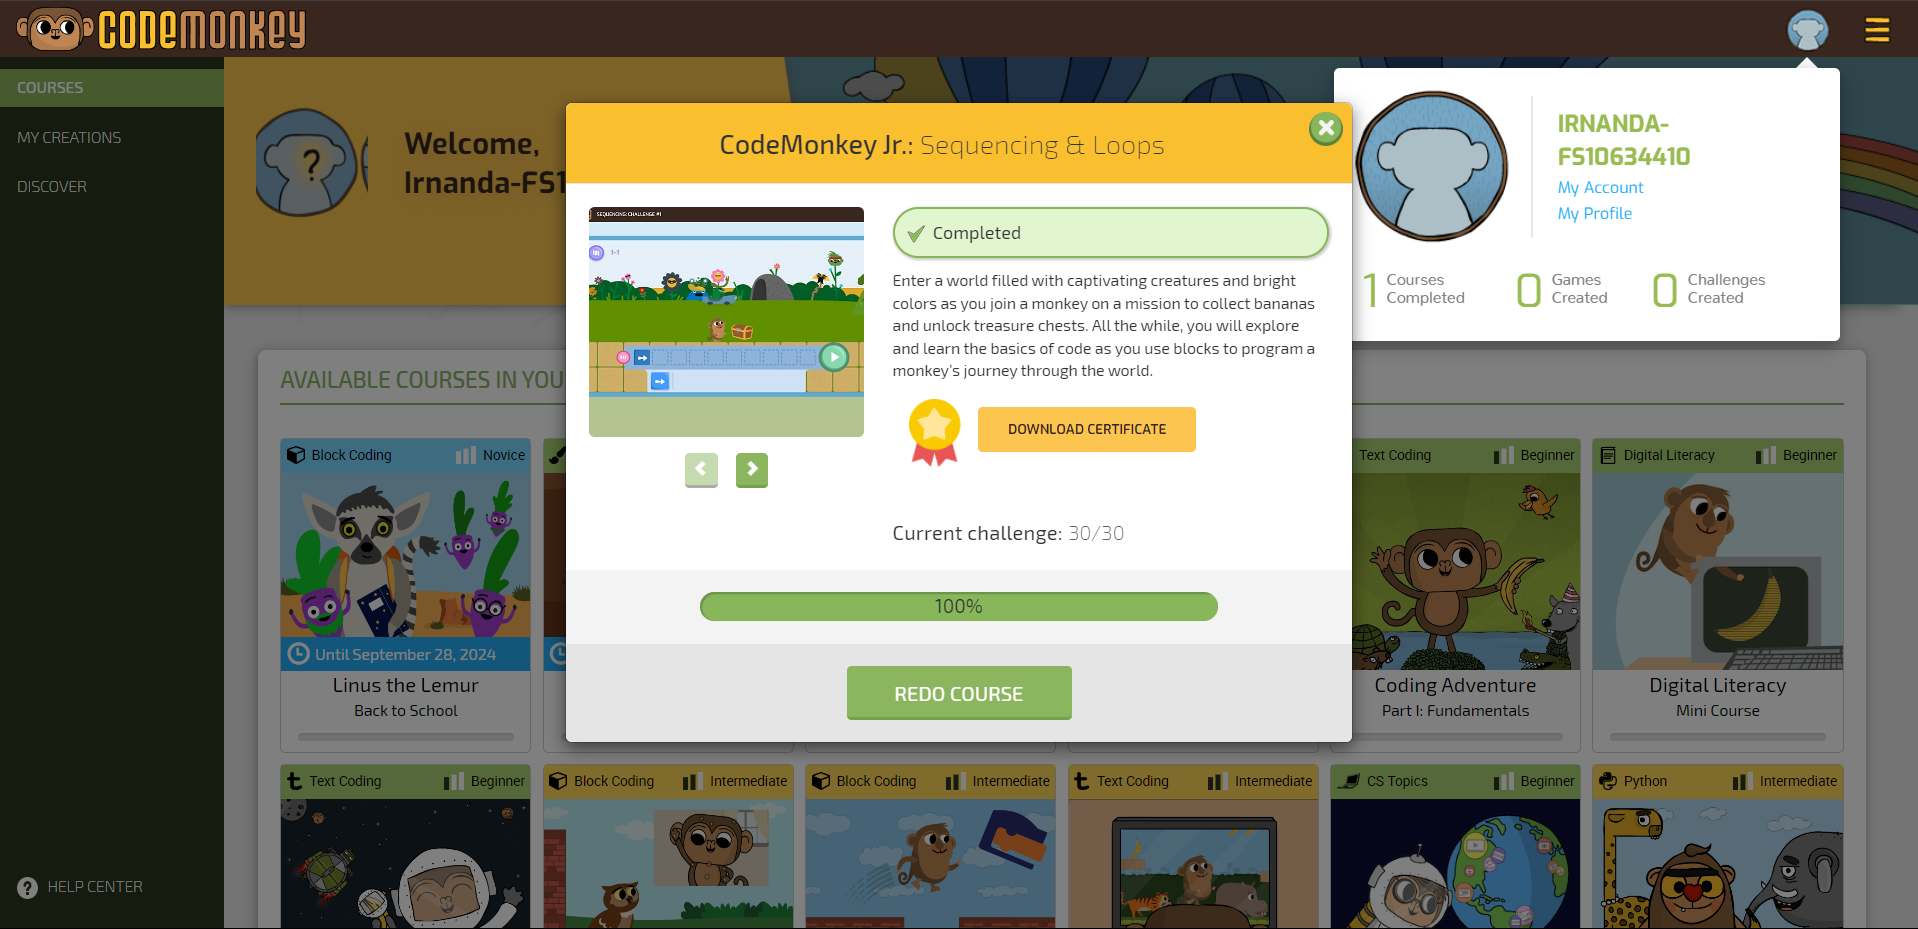 CODEMONKEY
COURSES
MY CREATIONS
DISCOVER
HELP CENTER
?
Welcome,
Irnanda-FS1
IRNANDA-
FS10634410
My Account
My Profile
1 Courses
Completed
0 Games
Created
0 Challenges
Created
CodeMonkey Jr.: Sequencing & Loops
SEQUENCING: CHALLENGE #1
1-1
Completed
Enter a world filled with captivating creatures and bright
colors as you join a monkey on a mission to collect bananas
and unlock treasure chests. All the while, you will explore
and learn the basics of code as you use blocks to program a
monkey's journey through the world.
DOWNLOAD CERTIFICATE
Current challenge: 30/30
100%
REDO COURSE
AVAILABLE COURSES IN YOU
Block Coding Novice
Until September 28, 2024
Linus the Lemur
Back to School
Text Coding Beginner
Coding Adventure
Part I: Fundamentals
Digital Literacy Beginner
Digital Literacy
Mini Course
Text Coding Beginner
Block Coding Intermediate
Block Coding Intermediate
Text Coding Intermediate
CS Topics Beginner
Python Intermediate